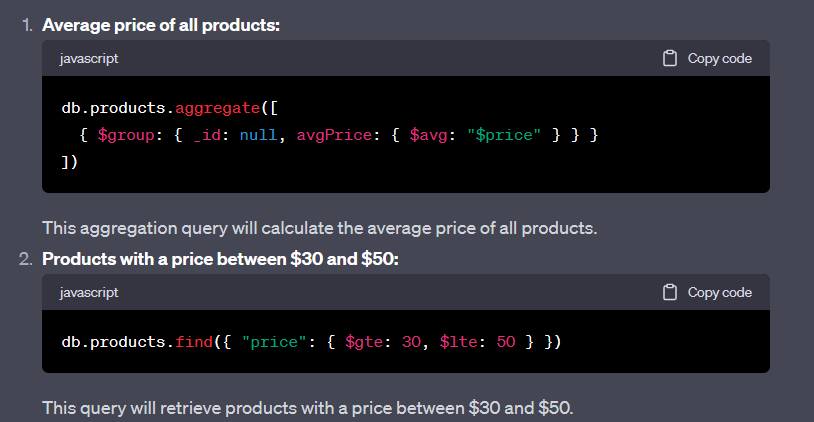 1. Average price of all products:
javascript Copy code
db.products.aggregate([
  { $group: { _id: null, avgPrice: { $avg: "$price" } } }
])
This aggregation query will calculate the average price of all products.
2. Products with a price between $30 and $50:
javascript Copy code
db.products.find({ "price": { $gte: 30, $lte: 50 } })
This query will retrieve products with a price between $30 and $50.